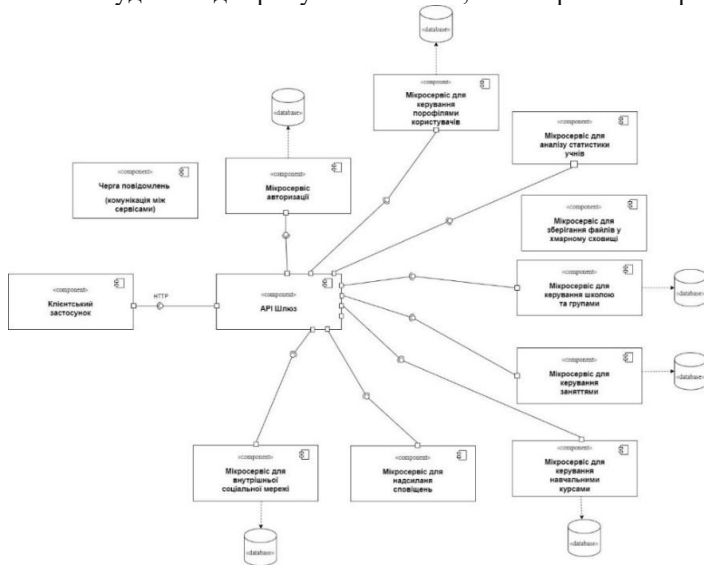 «database»
«component»
Мікросервіс для
керування
порофілями
користувачів
«database»
«component»
Мікросервіс для
аналізу статистики
учнів
«component»
Черга повідомлень
(комунікація між
сервісами)
«component»
Мікросервіс
авторизації
«component»
Мікросервіс для
зберігання файлів у
хмарному сховищі
«component»
Клієнтський
застосунок
HTTP
«component»
АРІ Шлюз
«component»
Мікросервіс для
керування школою
та групами
«database»
«component»
Мікросервіс для
керування
заняттями
«database»
«component»
Мікросервіс для
внутрішньої
соціальної мережі
«component»
Мікросервіс для
надсиланя
сповіщень
«component»
Мікросервіс для
керування
навчальними
курсами
«database»
«database»